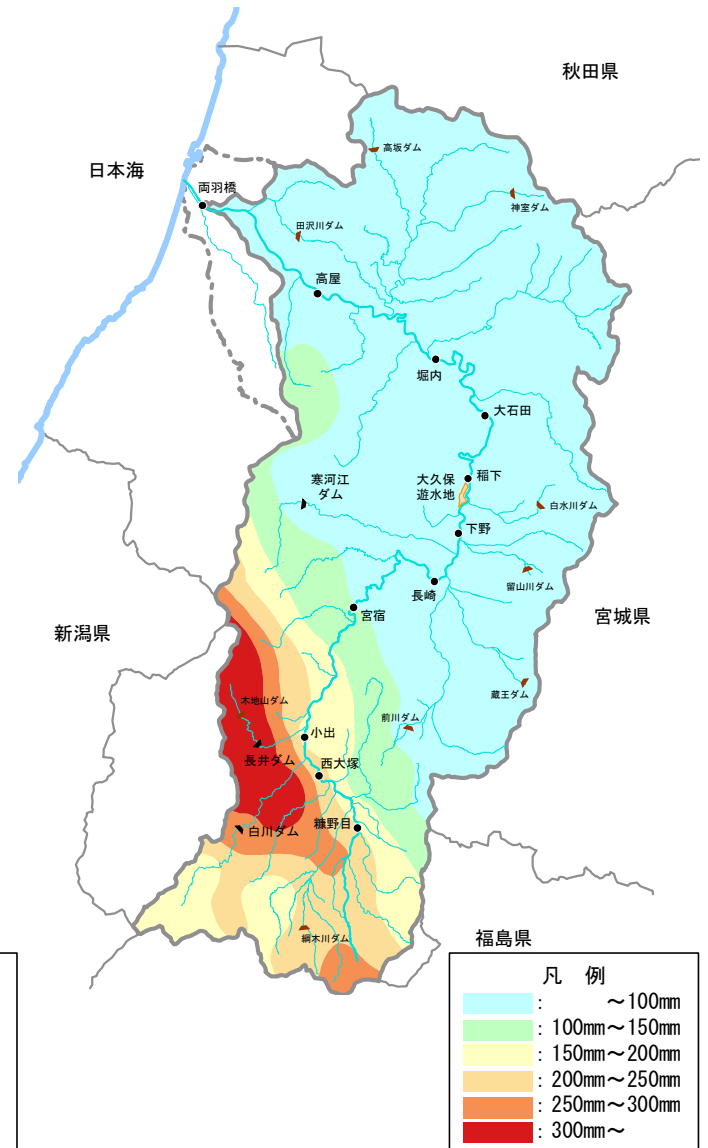 秋田県
日本海
高坂ダム
両羽橋
神室ダム
田沢川ダム
高屋
堀内
大石田
寒河江
ダム
大久保
遊水地
稲下
白水川ダム
下野
留山川ダム
長崎
宮宿
宮城県
新潟県
蔵王ダム
木地山ダム
前川ダム
小出
長井ダム
西大塚
白川ダム
糠野目
綱木川ダム
福島県
凡 例
: ～100mm
: 100mm～150mm
: 150mm～200mm
: 200mm～250mm
: 250mm～300mm
: 300mm～